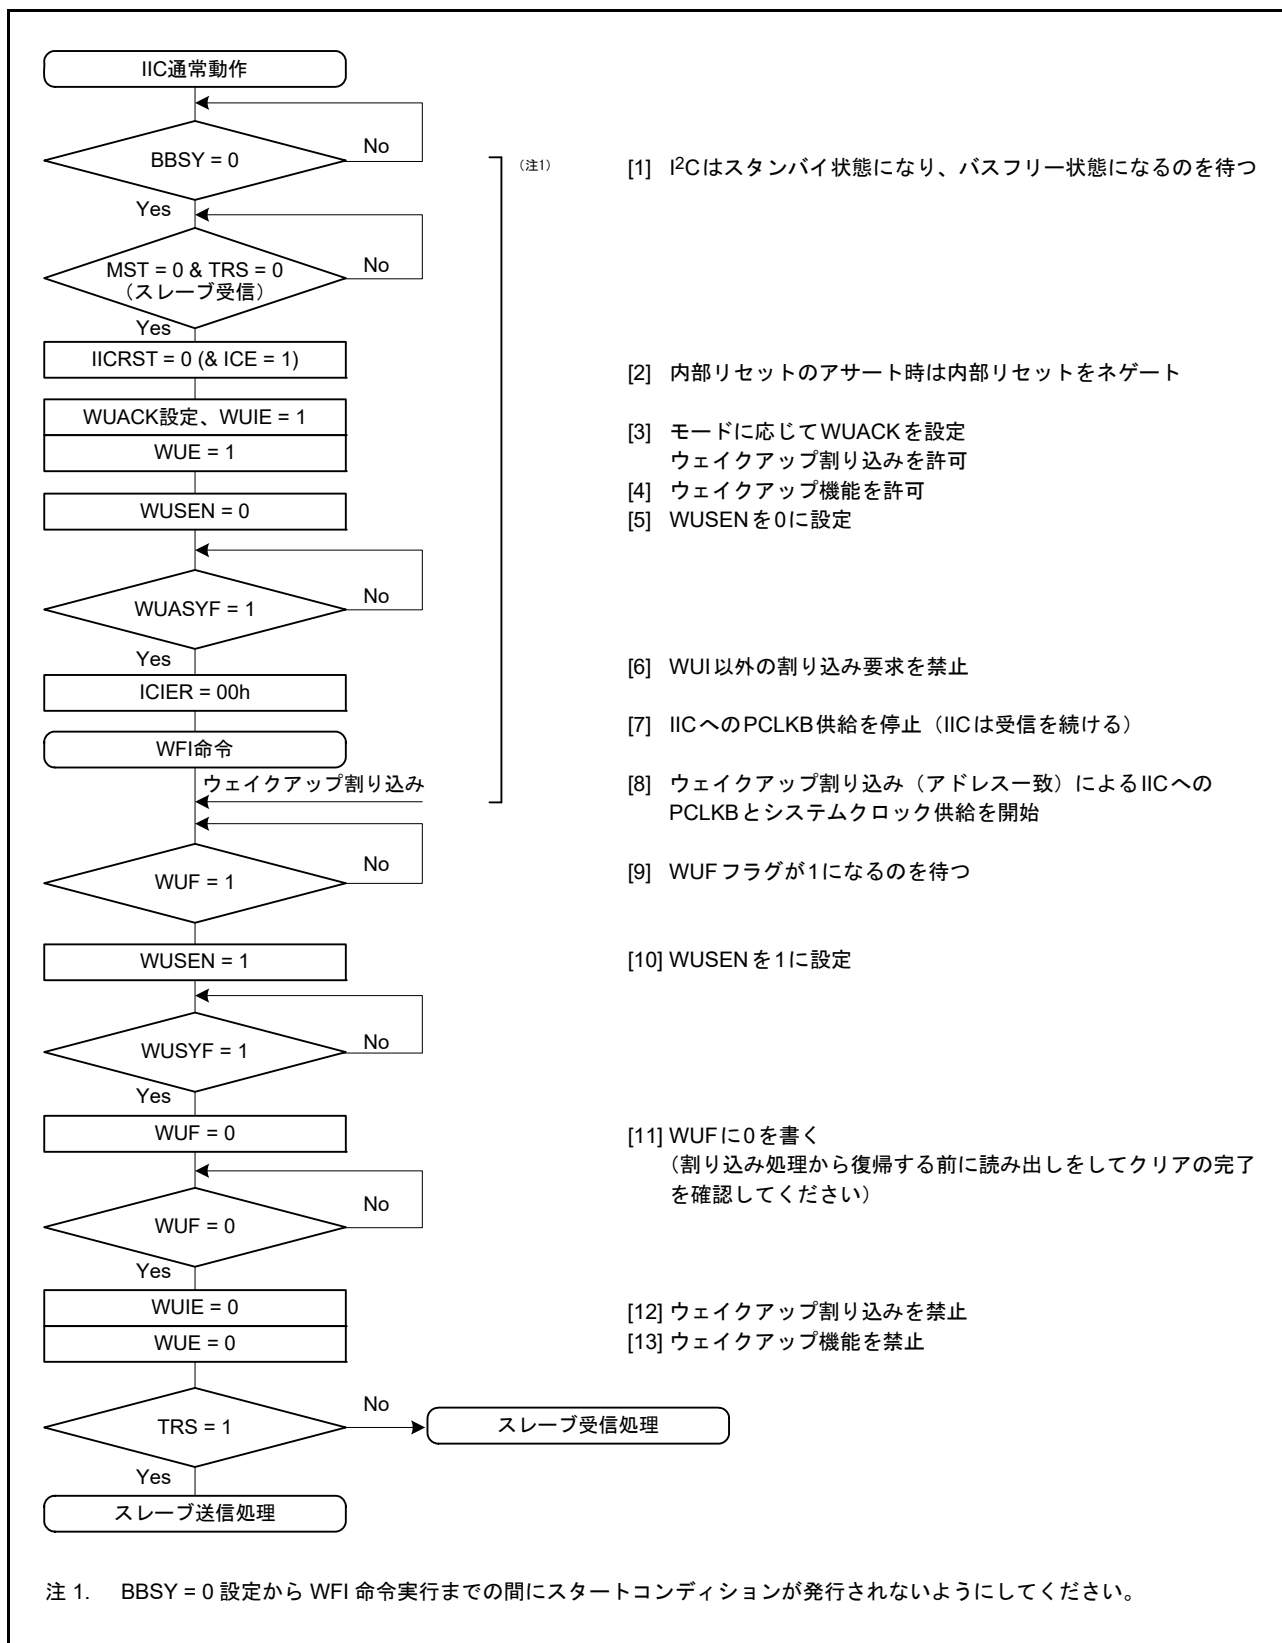 IIC通常動作
BBSY = 0
No
Yes
（注1）
[1] I2Cはスタンバイ状態になり、バスフリー状態になるのを待つ
MST = 0 & TRS = 0
（スレーブ受信）
No
Yes
IICRST = 0 (& ICE = 1)
[2] 内部リセットのアサート時は内部リセットをネゲート
WUACK設定、WUIE = 1
WUE = 1
[3] モードに応じてWUACKを設定
ウェイクアップ割り込みを許可
[4] ウェイクアップ機能を許可
WUSEN = 0
[5] WUSENを0に設定
WUASYF = 1
No
Yes
ICIER = 00h
[6] WUI以外の割り込み要求を禁止
WFI命令
[7] IICへのPCLKB供給を停止（IICは受信を続ける）
ウェイクアップ割り込み
[8] ウェイクアップ割り込み（アドレス一致）によるIICへの
PCLKBとシステムクロック供給を開始
WUF = 1
No
[9] WUFフラグが1になるのを待つ
WUSEN = 1
[10] WUSENを1に設定
WUSYF = 1
No
Yes
WUF = 0
[11] WUFに0を書く
（割り込み処理から復帰する前に読み出しをしてクリアの完了
を確認してください）
WUF = 0
No
Yes
WUIE = 0
[12] ウェイクアップ割り込みを禁止
WUE = 0
[13] ウェイクアップ機能を禁止
TRS = 1
No
スレーブ受信処理
Yes
スレーブ送信処理
注 1. BBSY = 0 設定から WFI 命令実行までの間にスタートコンディションが発行されないようにしてください。